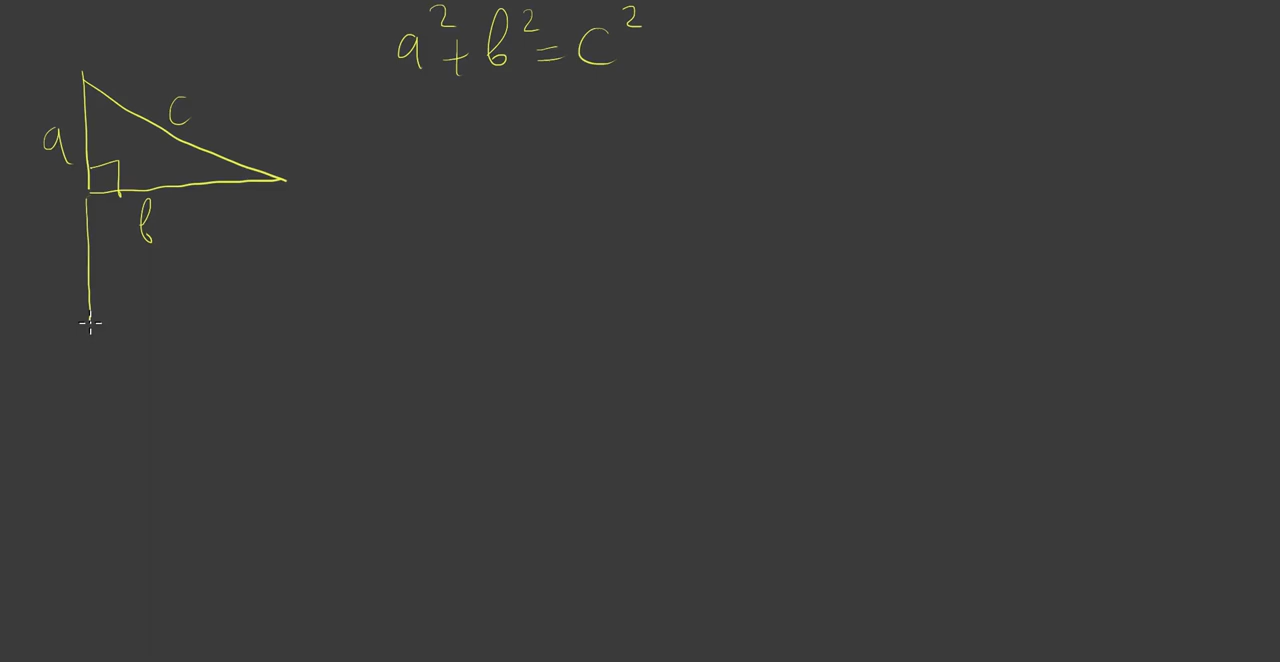 a² + b² = c²
c
a
b